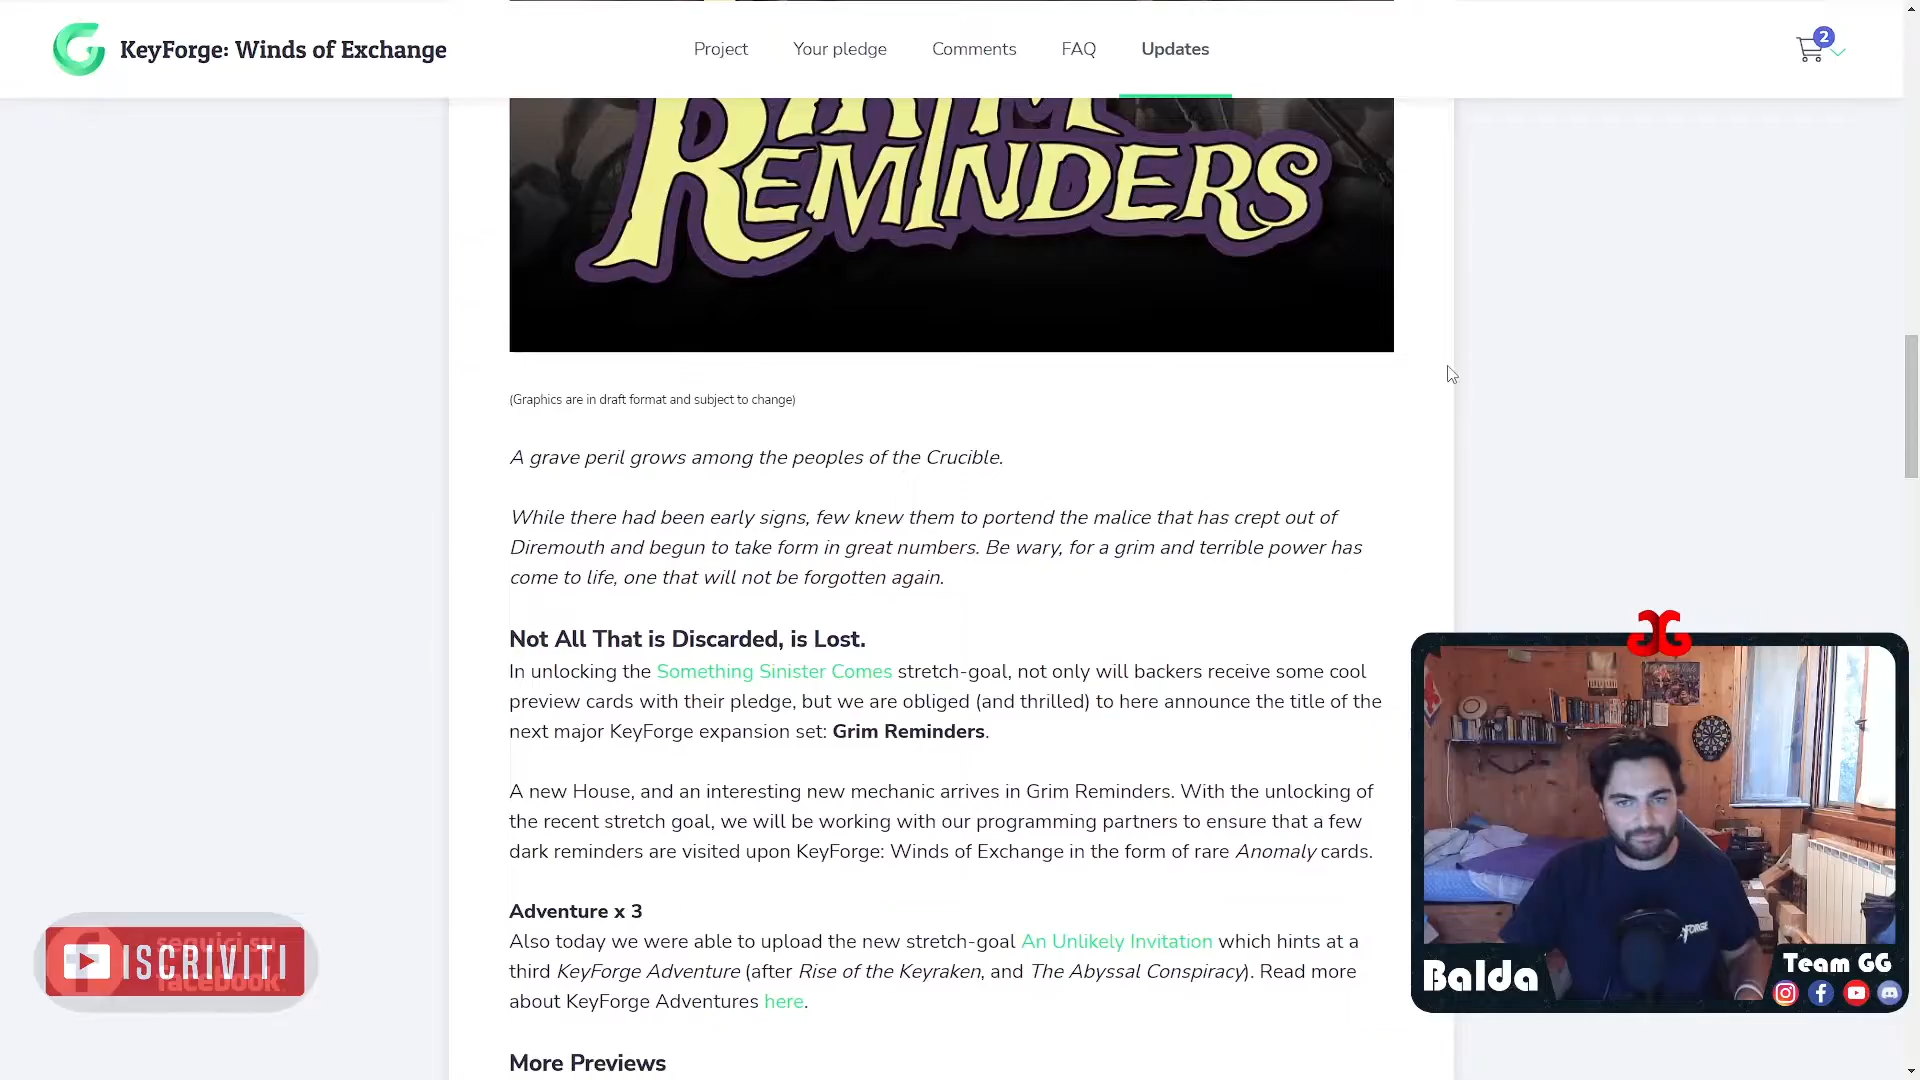 KeyForge: Winds of Exchange
Project
Your pledge
Comments
FAQ
Updates
2
REMINDERS
(Graphics are in draft format and subject to change)
A grave peril grows among the peoples of the Crucible.
While there had been early signs, few knew them to portend the malice that has crept out of
Diremouth and begun to take form in great numbers. Be wary, for a grim and terrible power has
come to life, one that will not be forgotten again.
Not All That is Discarded, is Lost.
In unlocking the Something Sinister Comes stretch-goal, not only will backers receive some cool
preview cards with their pledge, but we are obliged (and thrilled) to here announce the title of the
next major KeyForge expansion set: Grim Reminders.
A new House, and an interesting new mechanic arrives in Grim Reminders. With the unlocking of
the recent stretch goal, we will be working with our programming partners to ensure that a few
dark reminders are visited upon KeyForge: Winds of Exchange in the form of rare Anomaly cards.
Adventure x 3
Also today we were able to upload the new stretch-goal An Unlikely Invitation which hints at a
third KeyForge Adventure (after Rise of the Keyraken, and The Abyssal Conspiracy). Read more
about KeyForge Adventures here.
More Previews
ISCRIVITI
seguici su
facebook
Balda
Team GG